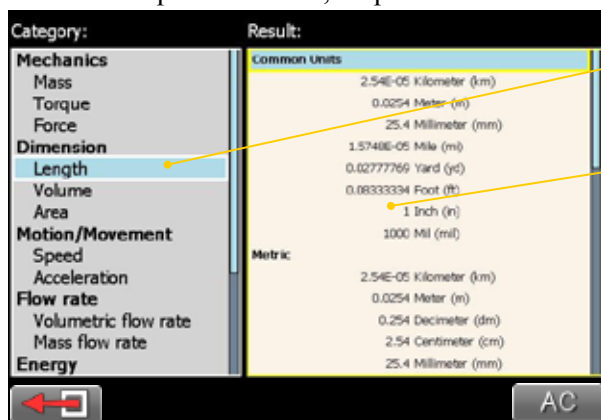 Category:
Mechanics
Mass
Torque
Force
Dimension
Length
Volume
Area
Motion/Movement
Speed
Acceleration
Flow rate
Volumetric flow rate
Mass flow rate
Energy
Result:
Common Units
2.54E-05 Kilometer (km)
0.0254 Meter (m)
25.4 Millimeter (mm)
1.5748E-05 Mile (mi)
0.02777769 Yard (yd)
0.08333334 Foot (ft)
1 Inch (in)
1000 Mil (mil)
Metric
2.54E-05 Kilometer (km)
0.0254 Meter (m)
0.254 Decimeter (dm)
2.54 Centimeter (cm)
25.4 Millimeter (mm)
AC